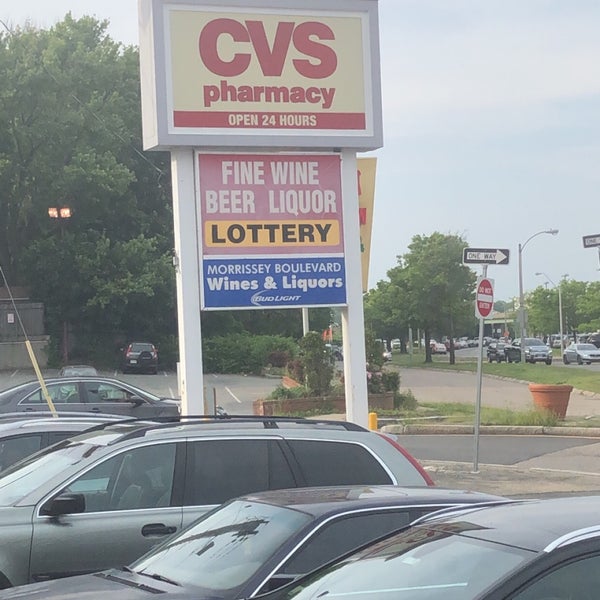 CVS
pharmacy
OPEN 24 HOURS
FINE WINE
BEER LIQUOR
LOTTERY
MORRISSEY BOULEVARD
Wines & Liquors
BUD LIGHT
ONE WAY
DO NOT
ENTER